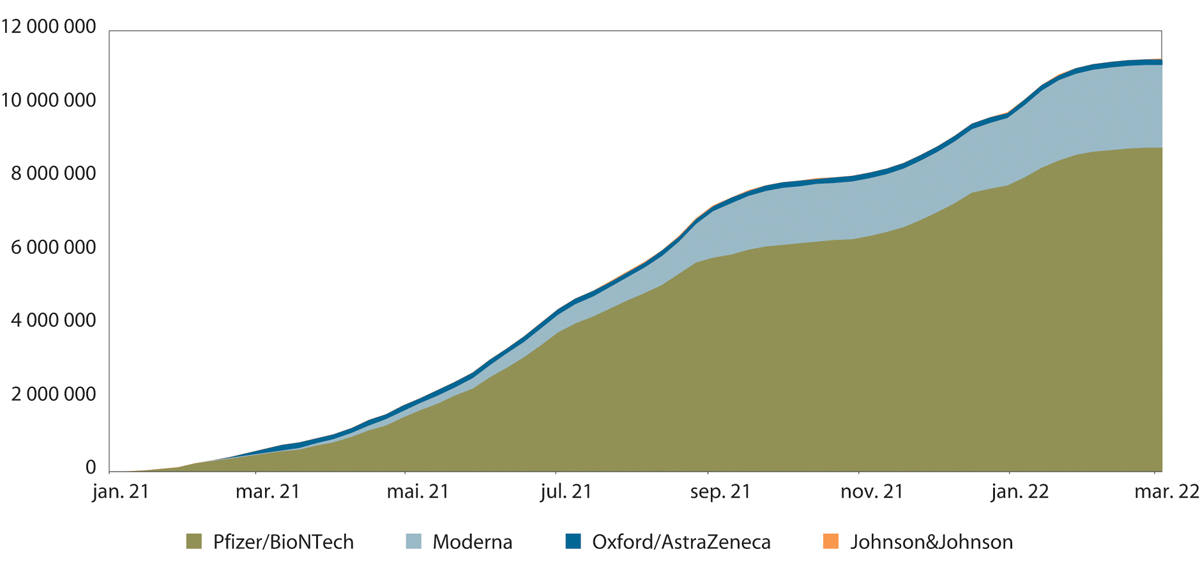 12 000 000
10 000 000
8 000 000
6 000 000
4 000 000
2 000 000
0
jan. 21 mar. 21 mai. 21 jul. 21 sep. 21 nov. 21 jan. 22 mar. 22
Pfizer/BioNTech Moderna Oxford/AstraZeneca Johnson&Johnson